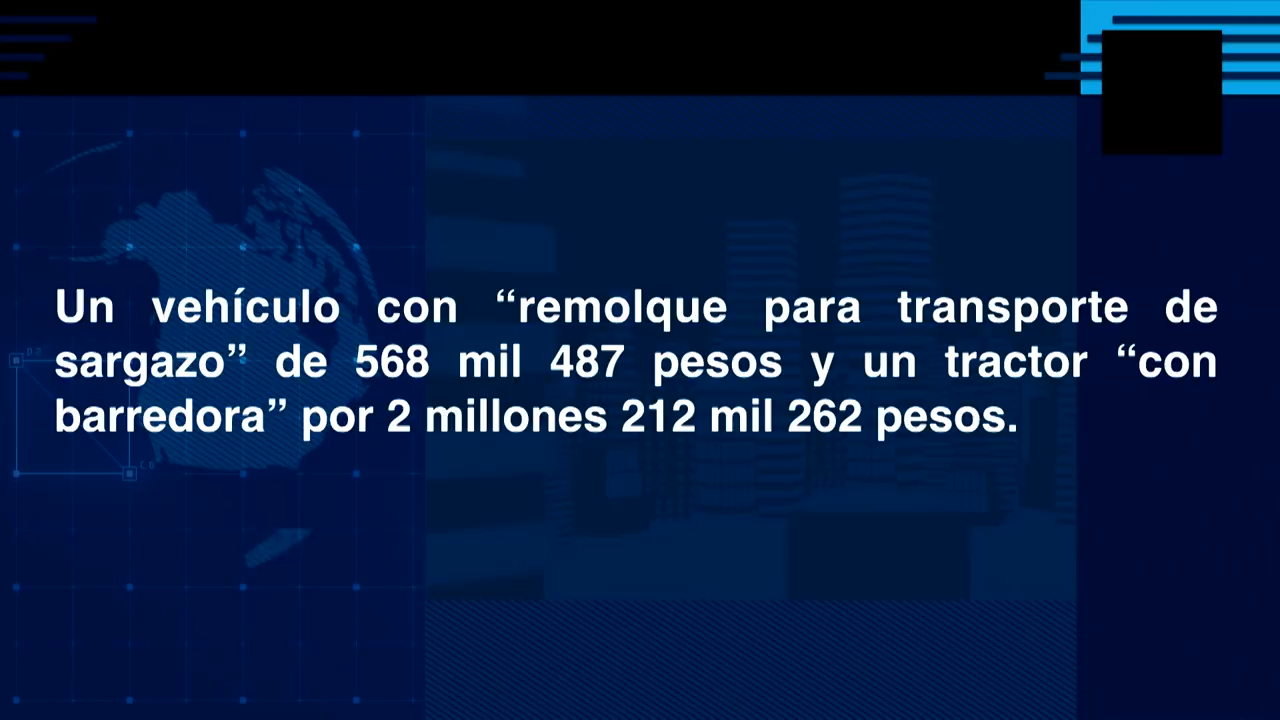 Un vehículo con “remolque para transporte de
sargazo” de 568 mil 487 pesos y un tractor “con
barredora” por 2 millones 212 mil 262 pesos.